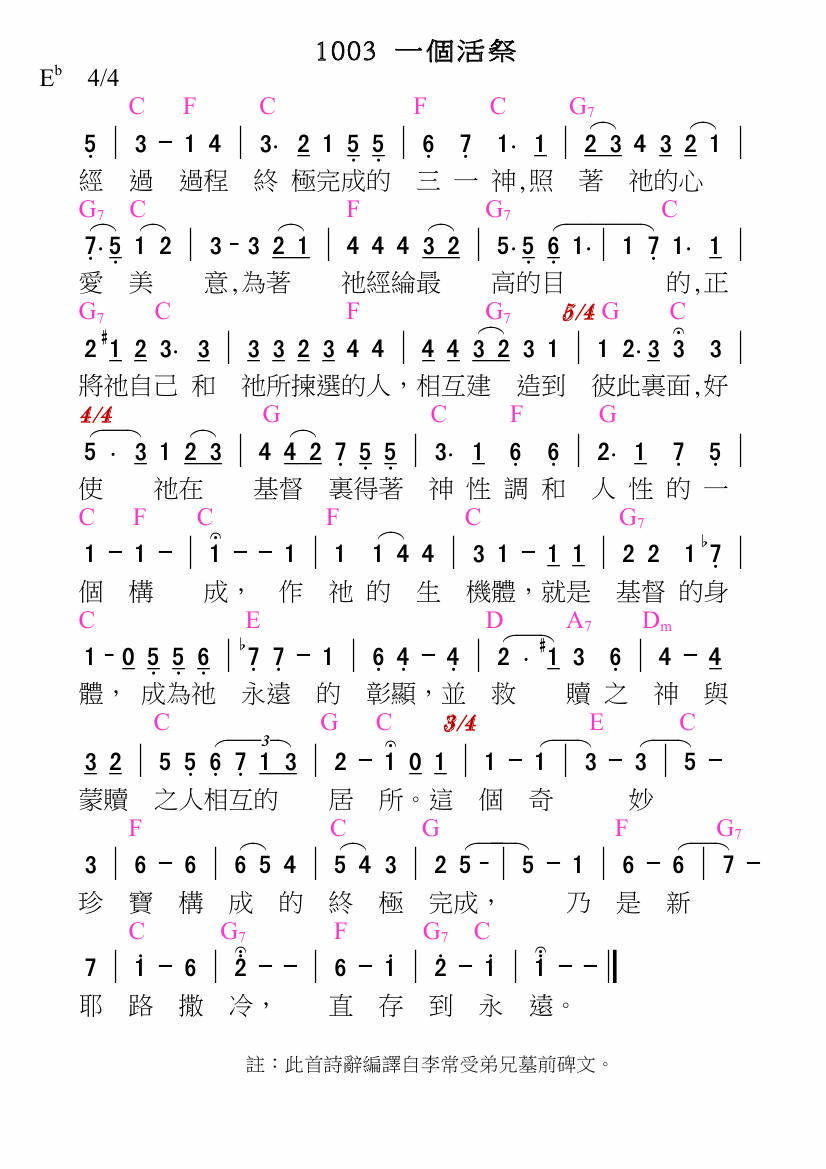 1003 一個活祭
E♭ 4/4
C F C F C G7
5̣ | 3 - 1 4 | 3. 2 1 5̣ 5̣ | 6̣ 7̣ 1. 1 | 2 3 4 3 2 1 |
經 過 過程 終 極完成的 三 一 神,照 著 祂的心
G7 C F G7 C
7̣. 5̣ 1 2 | 3 - 3 2 1 | 4 4 4 3 2 | 5̣. 5̣ 6̣ 1. | 1 7̣ 1. 1 |
愛 美 意,為著 祂經綸最 高的目 的,正
G7 C F G7 5/4 G C
2 #1 2 3. 3 | 3 3 2 3 4 4 | 4 4 3 2 3 1 | 1 2. 3 3 3 |
將祂自己 和 祂所揀選的人，相互建 造到 彼此裏面,好
4/4 G C F G
5 . 3 1 2 3 | 4 4 2 7̣ 5̣ 5̣ | 3. 1 6̣ 6̣ | 2. 1 7̣ 5̣ |
使 祂在 基督 裏得著 神 性 調 和 人 性 的 一
C F C F C G7
1 - 1 - | 1 - - 1 | 1 1 4 4 | 3 1 - 1 1 | 2 2 1 ♭7̣ |
個 構 成， 作 祂 的 生 機體，就是 基督 的身
C E D A7 Dm
1 - 0 5̣ 5̣ 6̣ | ♭7̣ 7̣ - 1 | 6̣ 4̣ - 4̣ | 2 . #1 3 6̣ | 4 - 4 |
體， 成為祂 永遠 的 彰顯，並 救 贖 之 神 與
C G C 3/4 E C
3 2 | 5 5̣ 6̣ 7̣ 1 3 3 | 2 - 1 0 1 | 1 - 1 | 3 - 3 | 5 -
蒙贖 之人相互的 居 所。這 個 奇 妙
F C G F G7
3 | 6 - 6 | 6 5 4 | 5 4 3 | 2 5 - | 5 - 1 | 6 - 6 | 7 -
珍 寶 構 成 的 終 極 完成， 乃 是 新
C G7 F G7 C
7 | 1̇ - 6 | 2̇ - - | 6 - 1̇ | 2̇ - 1̇ | 1̇ - - ‖
耶 路 撒 冷， 直 存 到 永 遠。
註：此首詩辭編譯自李常受弟兄墓前碑文。